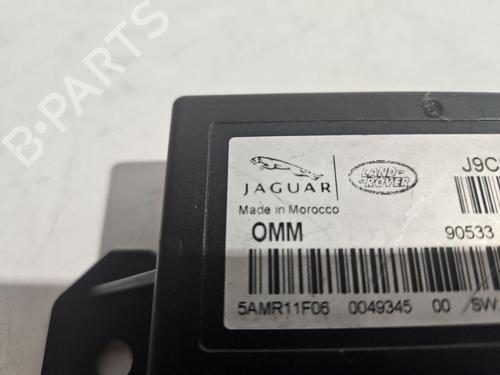 B-PARTS
JAGUAR
LAND-
ROVER
J9C
Made in Morocco
OMM
90533
5AMR11F06 0049345 00 SW